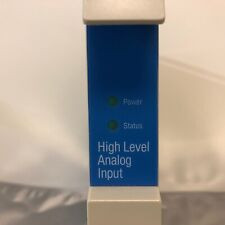 Power
Status
High Level
Analog
Input